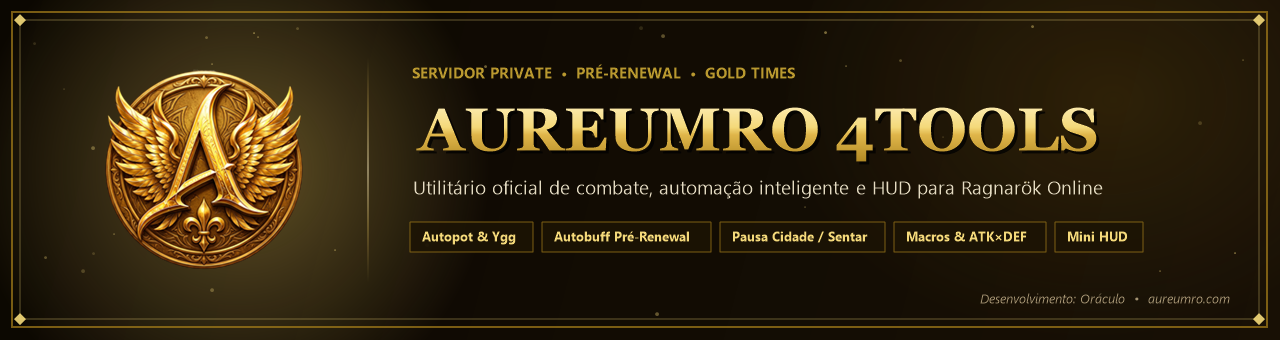 SERVIDOR PRIVATE • PRÉ-RENEWAL • GOLD TIMES
AUREUMRO 4TOOLS
Utilitário oficial de combate, automação inteligente e HUD para Ragnarök Online
Autopot & Ygg
Autobuff Pré-Renewal
Pausa Cidade / Sentar
Macros & ATK×DEF
Mini HUD
Desenvolvimento: Oráculo • aureumro.com
A